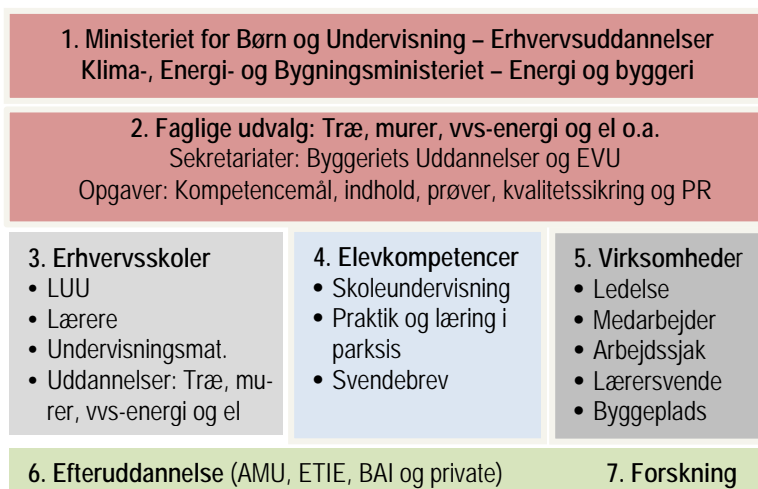 1. Ministeriet for Børn og Undervisning – Erhvervsuddannelser
Klima-, Energi- og Bygningsministeriet – Energi og byggeri
2. Faglige udvalg: Træ, murer, vvs-energi og el o.a.
Sekretariater: Byggeriets Uddannelser og EVU
Opgaver: Kompetencemål, indhold, prøver, kvalitetssikring og PR
3. Erhvervsskoler
• LUU
• Lærere
• Undervisningsmat.
• Uddannelser: Træ, mu-
rer, vvs-energi og el
4. Elevkompetencer
• Skoleundervisning
• Praktik og læring i
parksis
• Svendebrev
5. Virksomheder
• Ledelse
• Medarbejder
• Arbejdssjak
• Lærersvende
• Byggeplads
6. Efteruddannelse (AMU, ETIE, BAI og private)
7. Forskning